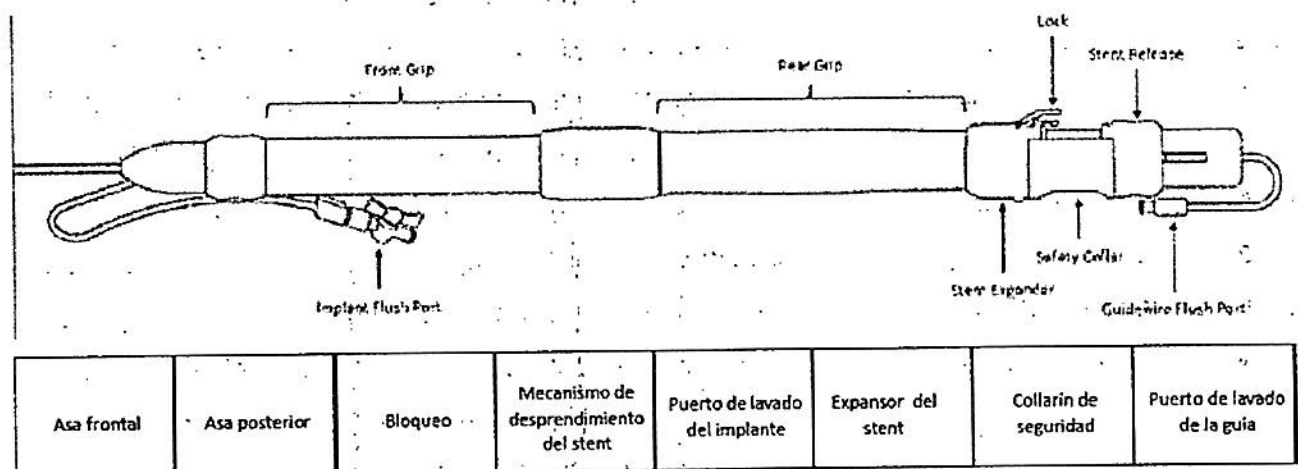 Lock
Stent Release
Front Grip
Rear Grip
Safety Collar
Stent Expander
Implant Flush Port
Guidewire Flush Port
Asa frontal
Asa posterior
Bloqueo
Mecanismo de
desprendimiento
del stent
Puerto de lavado
del implante
Expansor del
stent
Collarin de
seguridad
Puerto de lavado
de la guia